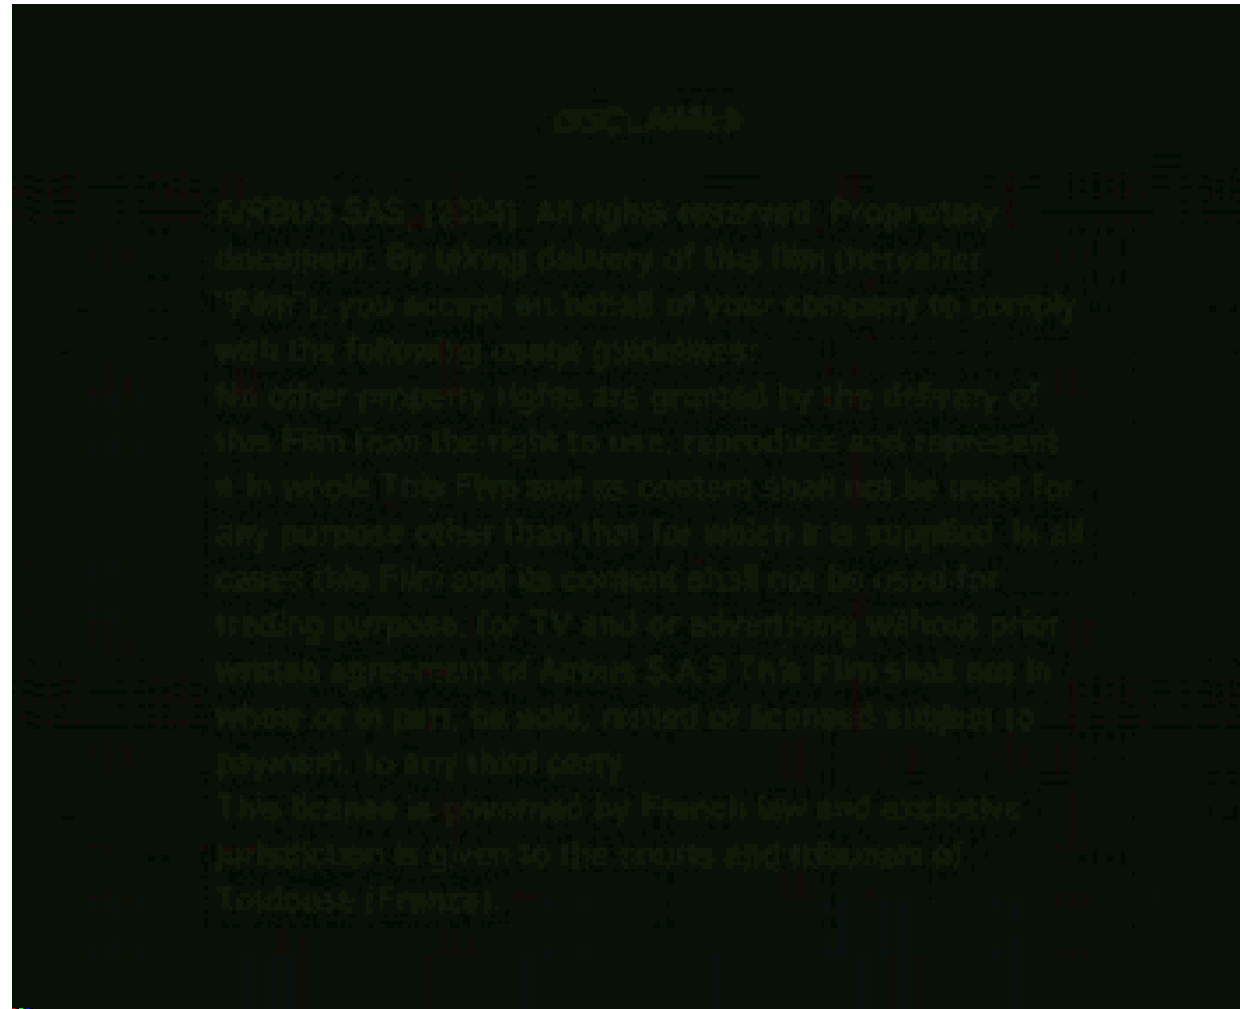 DISCLAIMER
AIRBUS SAS, (2004). All rights reserved. Proprietary
document. By taking delivery of this film (hereafter
"Film"), you accept on behalf of your company to comply
with the following usage guidelines:
No other property rights are granted by the delivery of
this Film than the right to use, reproduce and represent
it in whole This Film and its content shall not be used for
any purpose other than that for which it is supplied. In all
cases this Film and its content shall not be used for
trading purpose, for TV and or advertising without prior
written agreement of Airbus S.A.S This Film shall not in
whole or in part, be sold, rented or licensed subject to
payment, to any third party
This license is governed by French law and exclusive
jurisdiction is given to the courts and tribunals of
Toulouse (France)